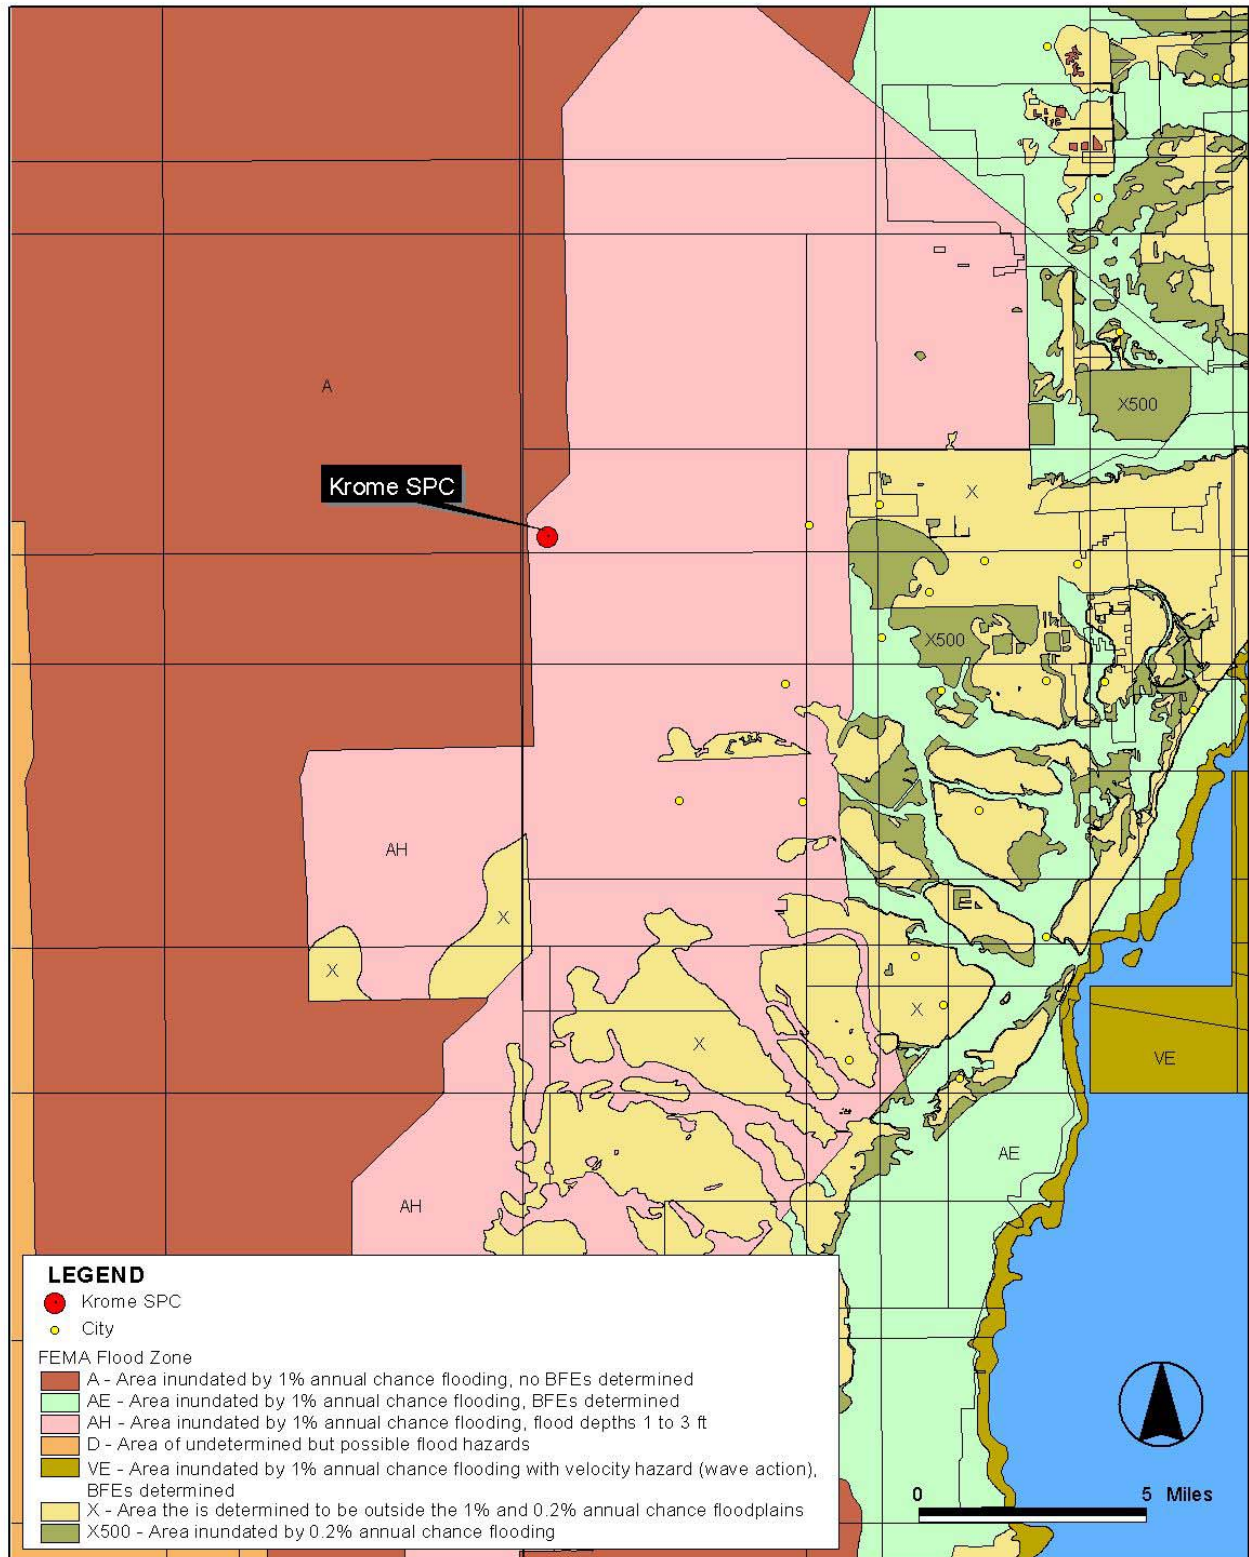 A
X500
Krome SPC
X
X500
AH
X
X
X
X
VE
AE
AH
LEGEND
Krome SPC
City
FEMA Flood Zone
A - Area inundated by 1% annual chance flooding, no BFEs determined
AE - Area inundated by 1% annual chance flooding, BFEs determined
AH - Area inundated by 1% annual chance flooding, flood depths 1 to 3 ft
D - Area of undetermined but possible flood hazards
VE - Area inundated by 1% annual chance flooding with velocity hazard (wave action),
BFEs determined
X - Area the is determined to be outside the 1% and 0.2% annual chance floodplains
X500 - Area inundated by 0.2% annual chance flooding
0 5 Miles